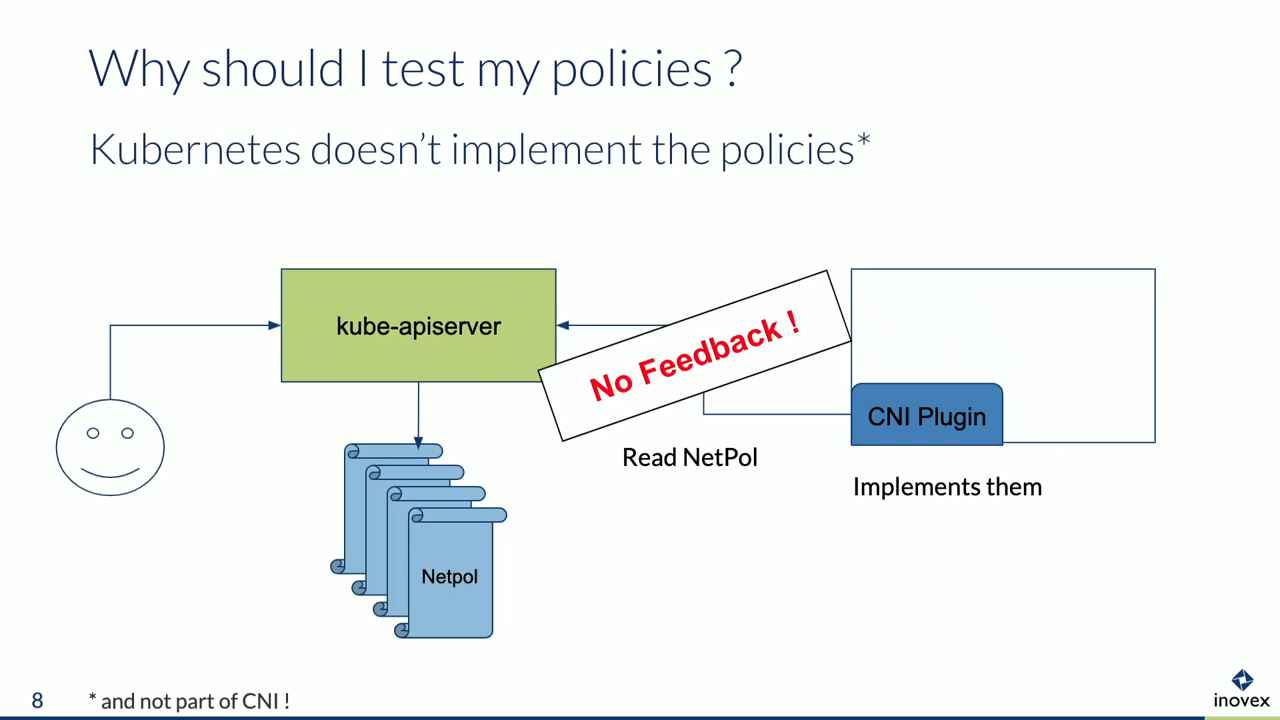 Why should I test my policies ?
Kubernetes doesn't implement the policies*
kube-apiserver
No Feedback !
CNI Plugin
Read NetPol
Implements them
Netpol
8
* and not part of CNI !
inovex